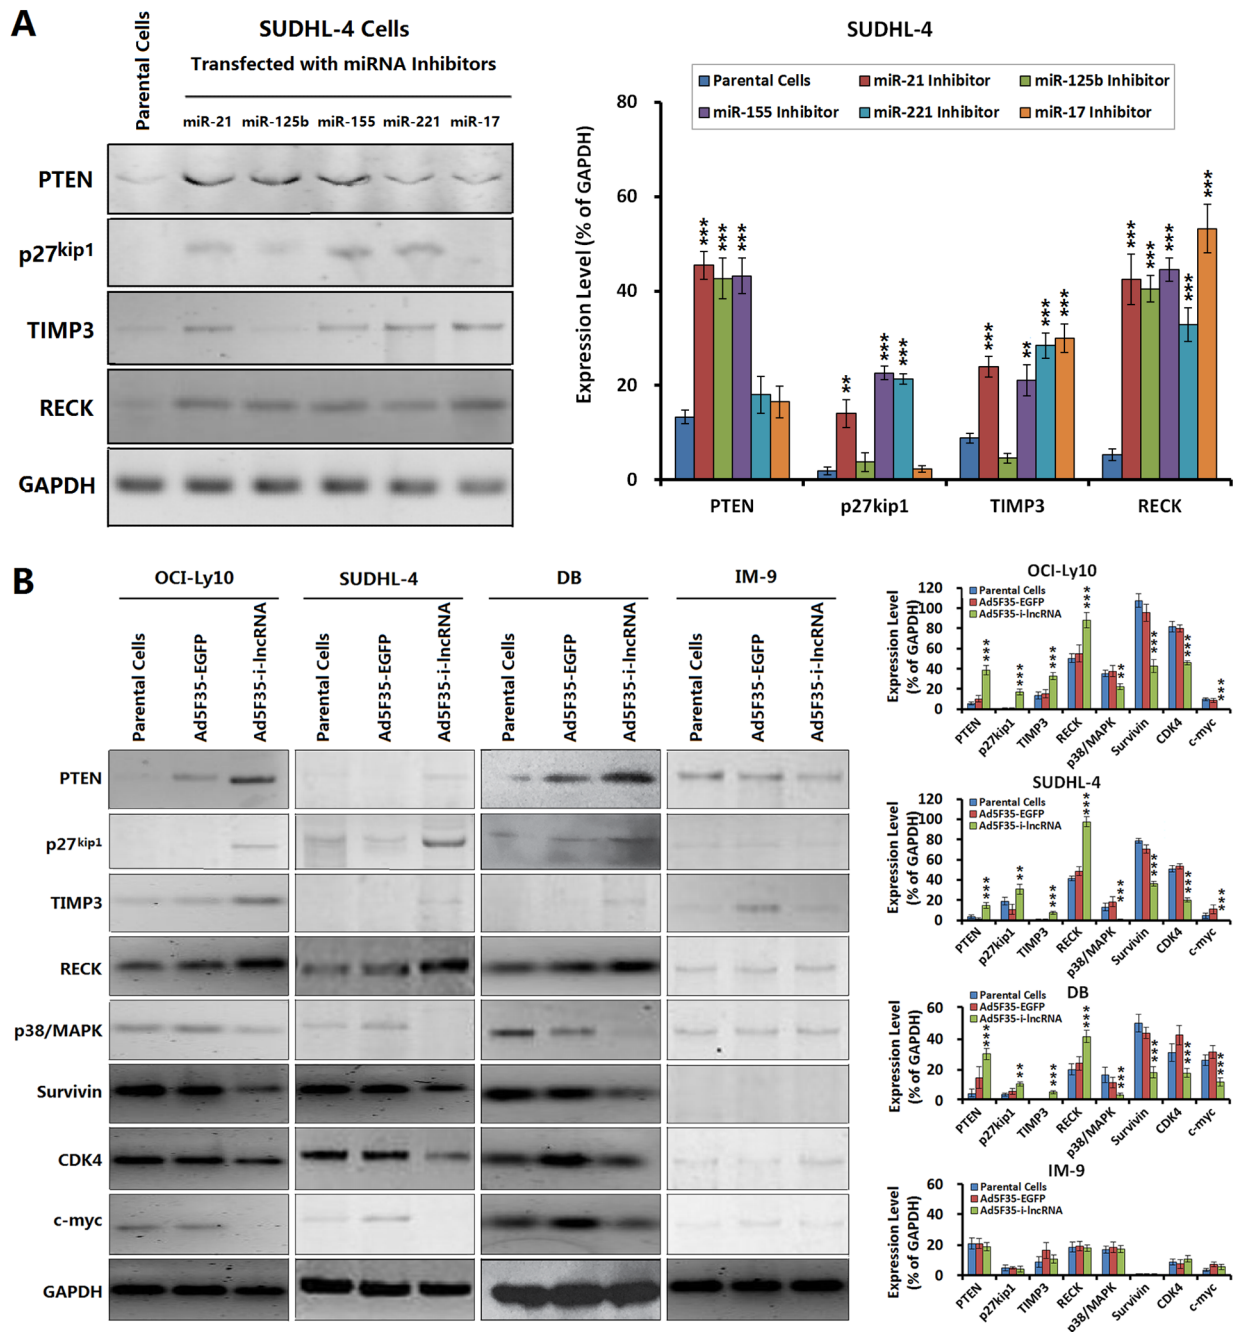 A
SUDHL-4 Cells
Transfected with miRNA Inhibitors
Parental Cells
miR-21 miR-125b miR-155 miR-221 miR-17
PTEN
p27kip1
TIMP3
RECK
GAPDH
SUDHL-4
Parental Cells miR-21 Inhibitor miR-125b Inhibitor
miR-155 Inhibitor miR-221 Inhibitor miR-17 Inhibitor
Expression Level (% of GAPDH)
80
60
40
20
0
*** *** *** ** *** *** *** ** *** *** *** *** *** *** ***
PTEN p27kip1 TIMP3 RECK
B
OCI-Ly10 SUDHL-4 DB IM-9
Parental Cells Ad5F35-EGFP Ad5F35-i-lncRNA Parental Cells Ad5F35-EGFP Ad5F35-i-lncRNA Parental Cells Ad5F35-EGFP Ad5F35-i-lncRNA Parental Cells Ad5F35-EGFP Ad5F35-i-lncRNA
PTEN
p27kip1
TIMP3
RECK
p38/MAPK
Survivin
CDK4
c-myc
GAPDH
OCI-Ly10
Parental Cells
Ad5F35-EGFP
Ad5F35-i-lncRNA
Expression Level
(% of GAPDH)
120
100
80
60
40
20
0
*** *** *** *** ** *** *** ***
PTEN p27kip1 TIMP3 RECK p38/MAPK Survivin CDK4 c-myc
SUDHL-4
Parental Cells
Ad5F35-EGFP
Ad5F35-i-lncRNA
Expression Level
(% of GAPDH)
120
100
80
60
40
20
0
*** ** *** *** *** *** *** ***
PTEN p27kip1 TIMP3 RECK p38/MAPK Survivin CDK4 c-myc
DB
Parental Cells
Ad5F35-EGFP
Ad5F35-i-lncRNA
Expression Level
(% of GAPDH)
60
40
20
0
*** ** *** *** *** *** *** ***
PTEN p27kip1 TIMP3 RECK p38/MAPK Survivin CDK4 c-myc
IM-9
Parental Cells
Ad5F35-EGFP
Ad5F35-i-lncRNA
Expression Level
(% of GAPDH)
60
40
20
0
PTEN p27kip1 TIMP3 RECK p38/MAPK Survivin CDK4 c-myc